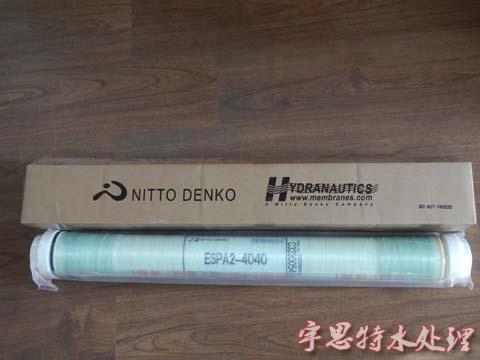 NITTO DENKO
HYDRANAUTICS
www.membranes.com
A Nitto Denko Company
DO NOT FREEZE
ESPA2-4040
宇思特水处理